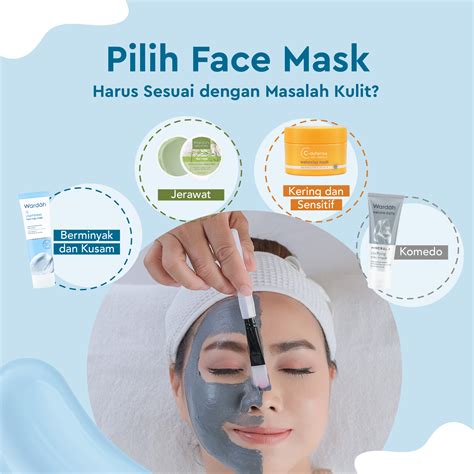 Pilih Face Mask
Harus Sesuai dengan Masalah Kulit?
Jerawat
Kering dan
Sensitif
Wardah
Berminyak
dan Kusam
Wardah
Komedo